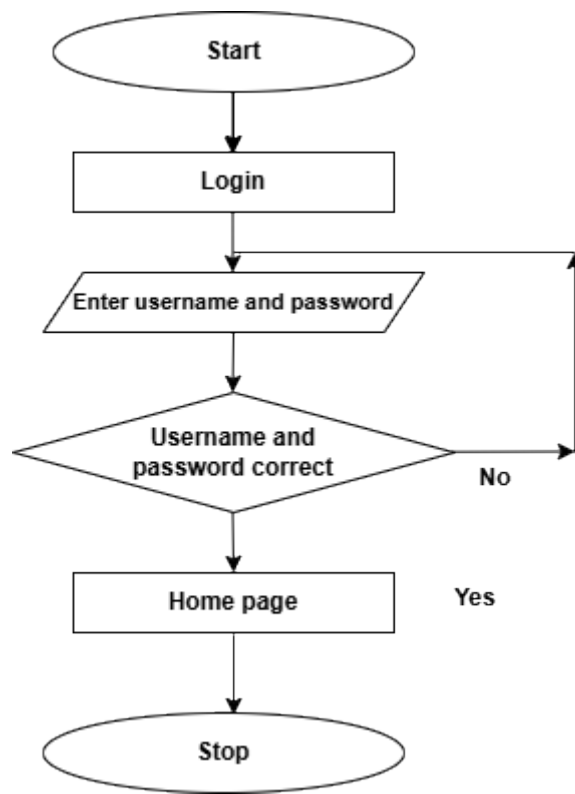 Start
Login
Enter username and password
Username and
password correct
No
Home page
Yes
Stop